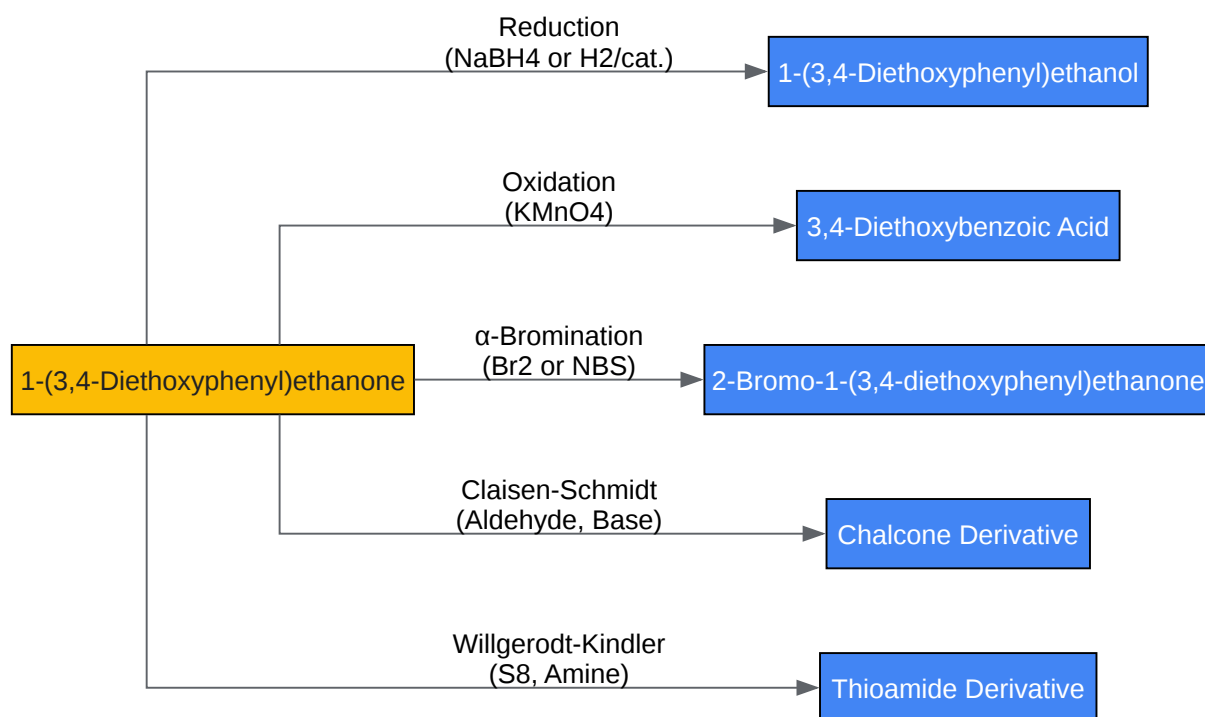 Reduction
(NaBH4 or H2/cat.)
1-(3,4-Diethoxyphenyl)ethanol
Oxidation
(KMnO4)
3,4-Diethoxybenzoic Acid
α-Bromination
(Br2 or NBS)
1-(3,4-Diethoxyphenyl)ethanone
2-Bromo-1-(3,4-diethoxyphenyl)ethanone
Claisen-Schmidt
(Aldehyde, Base)
Chalcone Derivative
Willgerodt-Kindler
(S8, Amine)
Thioamide Derivative